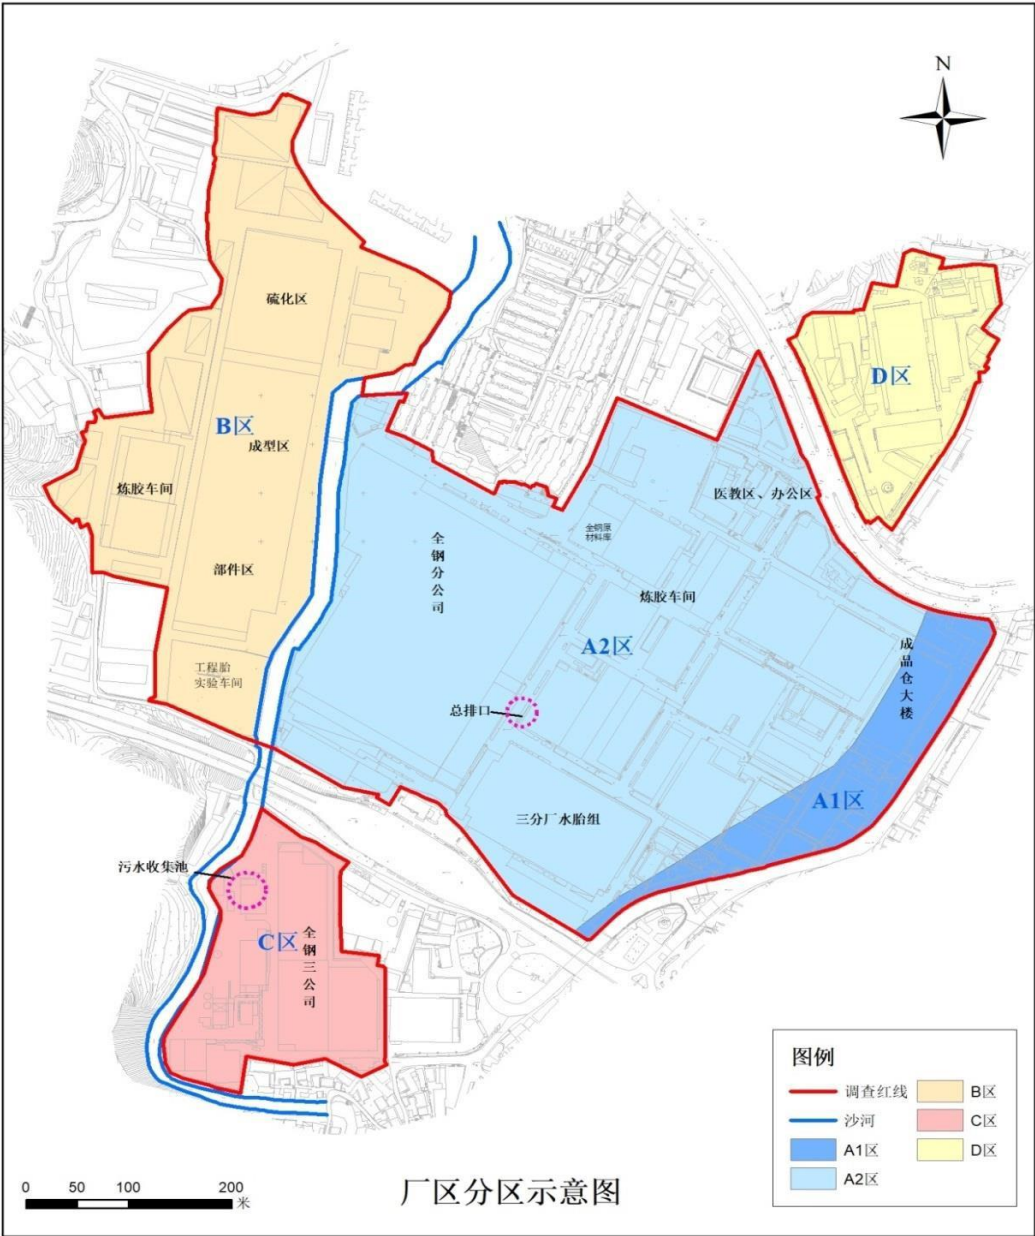 N
硫化区
D区
B区
成型区
炼胶车间
医教区、办公区
全钢分公司
全钢原
材料库
部件区
炼胶车间
A2区
成品仓大楼
工程胎
实验车间
总排口
A1区
三分厂水胎组
污水收集池
C区
全钢三公司
图例
调查红线
B区
沙河
C区
A1区
D区
A2区
0 50 100 200
米
厂区分区示意图